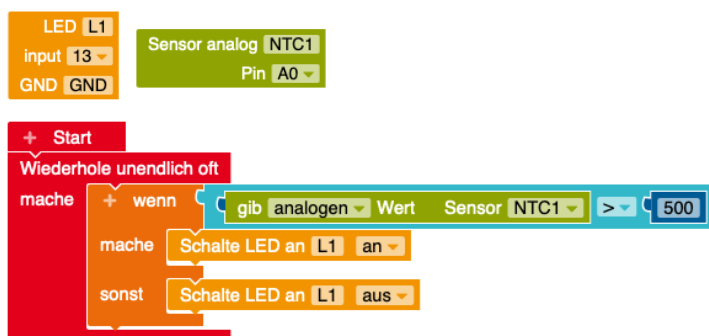 LED L1
input 13
GND GND
Sensor analog NTC1
Pin A0
+ Start
Wiederhole unendlich oft
mache + wenn gib analogen Wert Sensor NTC1 > 500
mache Schalte LED an L1 an
sonst Schalte LED an L1 aus